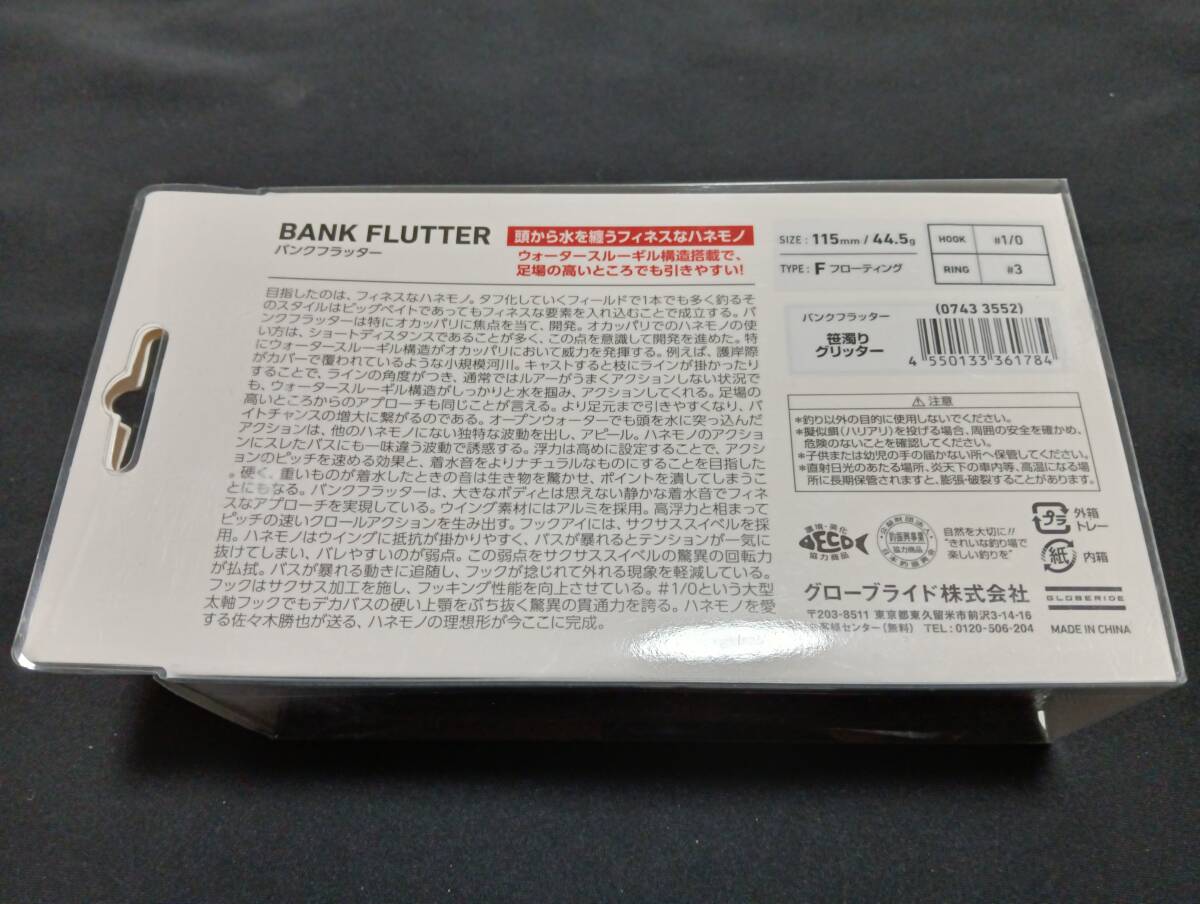 BANK FLUTTER
バンクフラッター
頭から水を纏うフィネスなハネモノ
ウォータースルーギル構造搭載で、
足場の高いところでも引きやすい!
目指したのは、フィネスなハネモノ。タフ化していくフィールドで1本でも多く釣るそ
のスタイルはビッグベイトであってもフィネスな要素を入れ込むことで成立する。バ
ンクフラッターは特にオカッパリに焦点を当て、開発。オカッパリでのハネモノの使
い方は、ショートディスタンスであることが多く、この点を意識して開発を進めた。特
にウォータースルーギル構造がオカッパリにおいて威力を発揮する。例えば、護岸際
がカバーで覆われているような小規模河川。キャストすると枝にラインが掛かったり
することで、ラインの角度がつき、通常ではルアーがうまくアクションしない状況で
も、ウォータースルーギル構造がしっかりと水を掴み、アクションしてくれる。足場の
高いところからのアプローチも同じことが言える。より足元まで引きやすくなり、バ
イトチャンスの増大に繋がるのである。オープンウォーターでも頭を水に突っ込んだ
アクションは、他のハネモノにない独特な波動を出し、アピール。ハネモノのアクショ
ンにスレたバスにも一味違う波動で誘惑する。浮力は高めに設定することで、アクシ
ョンのピッチを速める効果と、着水音をよりナチュラルなものにすることを目指した
。硬く、重いものが着水したときの音は生き物を驚かせ、ポイントを潰してしまうこ
とにもなる。バンクフラッターは、大きなボディとは思えない静かな着水音でフィネ
スなアプローチを実現している。ウイング素材にはアルミを採用。高浮力と相まって
ピッチの速いクロールアクションを生み出す。フックアイには、サクサススイベルを採
用。ハネモノはウイングに抵抗が掛かりやすく、バスが暴れるとテンションが一気に
抜けてしまい、バレやすいのが弱点。この弱点をサクサススイベルの驚異の回転力
が払拭。バスが暴れる動きに追随し、フックが捻じれて外れる現象を軽減している。
フックはサクサス加工を施し、フッキング性能を向上させている。#1/0という大型
太軸フックでもデカバスの硬い上顎をぶち抜く驚異の貫通力を誇る。ハネモノを愛
する佐々木勝也が送る、ハネモノの理想形が今ここに完成。
SIZE : 115mm / 44.5g
TYPE : F フローティング
HOOK #1/0
RING #3
バンクフラッター
笹濁り
グリッター
(0743 3552)
4 550133 361784
⚠ 注意
*釣り以外の目的に使用しないでください。
*擬似餌(ハリアリ)を投げる場合、周囲の安全を確かめ、
危険のないことを確認してください。
*子供または幼児の手の届かない所へ保管してください。
*直射日光のあたる場所、炎天下の車内等、高温になる場
所に長期保管されますと、膨張・破裂することがあります。
環境・美化
ECO
協力商品
公益財団法人
釣振興事業
協力商品
日本釣振興会
自然を大切に!!
"きれいな釣り場で
楽しい釣りを"
プラ
外箱
トレー
紙
内箱
グローブライド株式会社
〒203-8511 東京都東久留米市前沢3-14-16
お客様センター(無料) TEL : 0120-506-204
GLOBERIDE
MADE IN CHINA